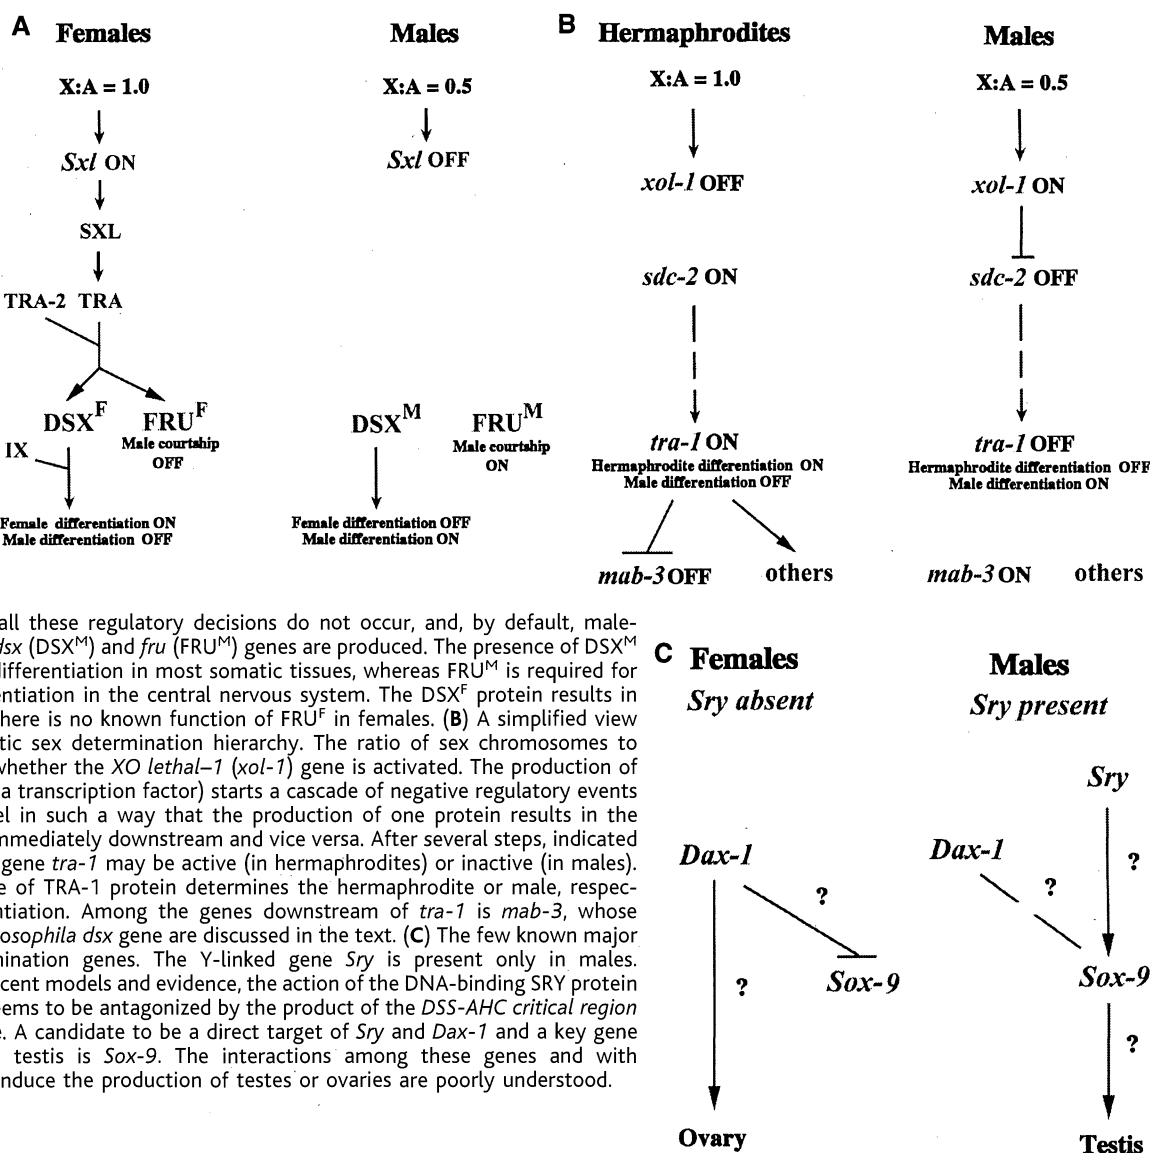 A Females Males
X:A = 1.0 X:A = 0.5
Sxl ON Sxl OFF
SXL
TRA-2 TRA
DSXF FRUF DSXM FRUM
Male courtship OFF
Male courtship ON
IX
Female differentiation ON
Male differentiation OFF
Female differentiation OFF
Male differentiation ON
B Hermaphrodites Males
X:A = 1.0 X:A = 0.5
xol-1 OFF xol-1 ON
sdc-2 ON sdc-2 OFF
tra-1 ON tra-1 OFF
Hermaphrodite differentiation ON
Male differentiation OFF
Hermaphrodite differentiation OFF
Male differentiation ON
mab-3 OFF others mab-3 ON others
all these regulatory decisions do not occur, and, by default, male-
dsx (DSXM) and fru (FRUM) genes are produced. The presence of DSXM
differentiation in most somatic tissues, whereas FRUM is required for
entiation in the central nervous system. The DSXF protein results in
here is no known function of FRUF in females. (B) A simplified view
tic sex determination hierarchy. The ratio of sex chromosomes to
whether the XO lethal–1 (xol-1) gene is activated. The production of
a transcription factor) starts a cascade of negative regulatory events
el in such a way that the production of one protein results in the
mmediately downstream and vice versa. After several steps, indicated
gene tra-1 may be active (in hermaphrodites) or inactive (in males).
e of TRA-1 protein determines the hermaphrodite or male, respec-
ntiation. Among the genes downstream of tra-1 is mab-3, whose
osophila dsx gene are discussed in the text. (C) The few known major
mination genes. The Y-linked gene Sry is present only in males.
cent models and evidence, the action of the DNA-binding SRY protein
eems to be antagonized by the product of the DSS-AHC critical region
e. A candidate to be a direct target of Sry and Dax-1 and a key gene
testis is Sox-9. The interactions among these genes and with
nduce the production of testes or ovaries are poorly understood.
C Females Males
Sry absent Sry present
Sry
Dax-1 Dax-1 ?
? ?
Sox-9 Sox-9
? ?
Ovary Testis